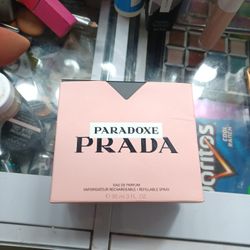 PARADOXE
PRADA
EAU DE PARFUM
VAPORISATEUR RECHARGEABLE / REFILLABLE SPRAY